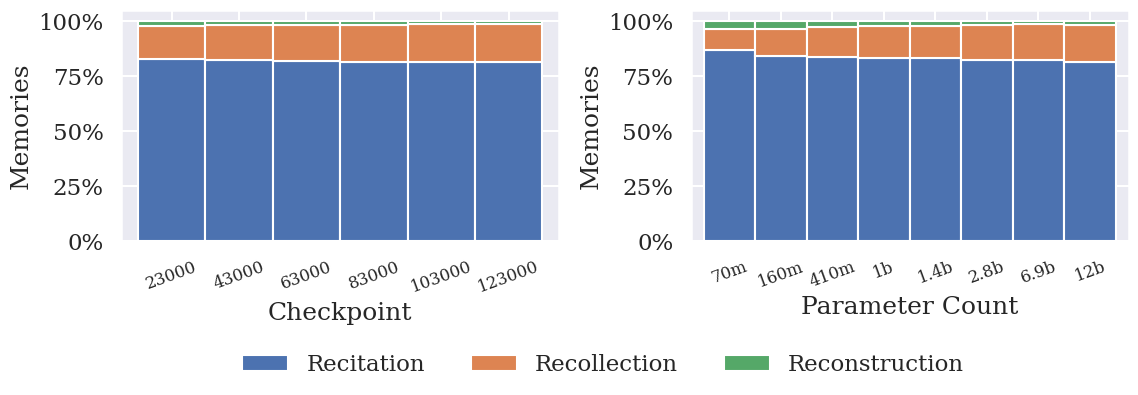 Memories
100%
75%
50%
25%
0%
23000 43000 63000 83000 103000 123000
Checkpoint
Memories
100%
75%
50%
25%
0%
70m 160m 410m 1b 1.4b 2.8b 6.9b 12b
Parameter Count
Recitation Recollection Reconstruction